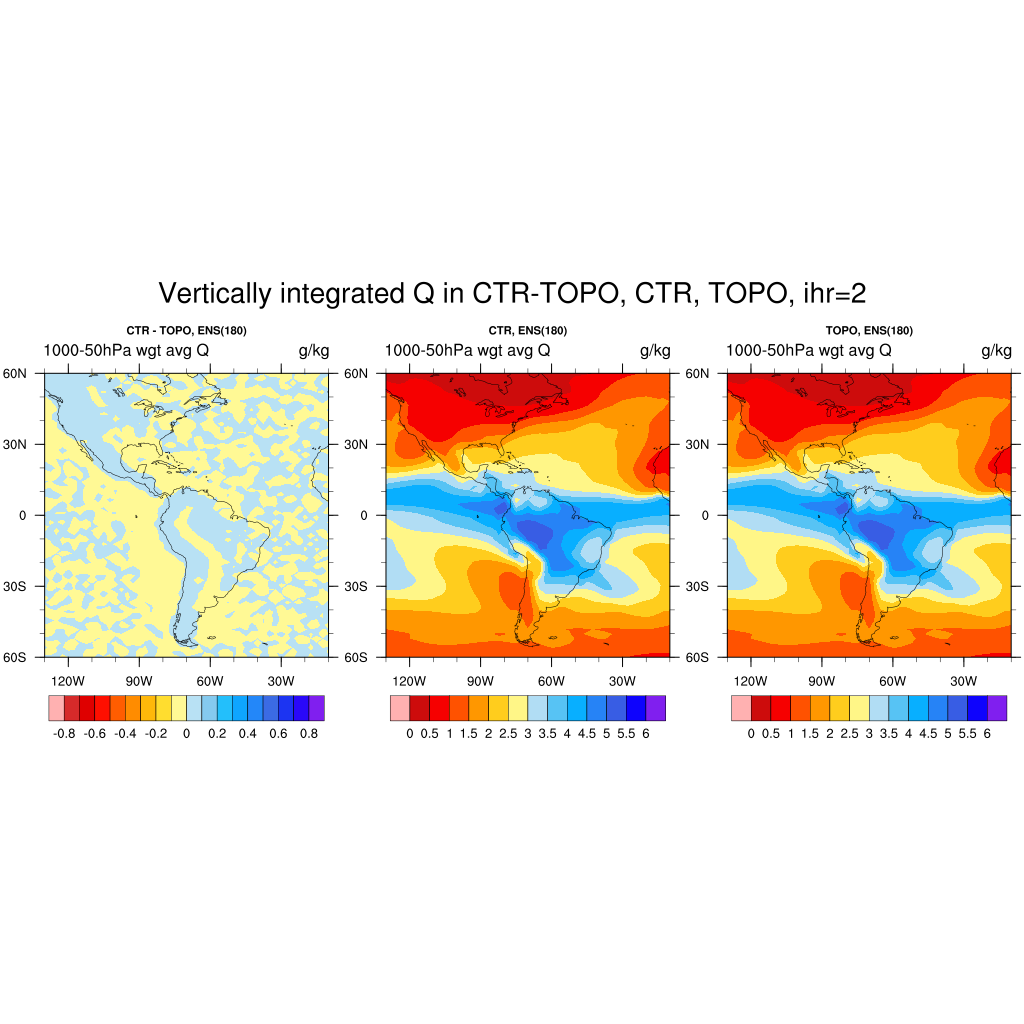 Vertically integrated Q in CTR-TOPO, CTR, TOPO, ihr=2
CTR - TOPO, ENS(180)
1000-50hPa wgt avg Q g/kg
60N
30N
0
30S
60S
120W 90W 60W 30W
-0.8 -0.6 -0.4 -0.2 0 0.2 0.4 0.6 0.8
CTR, ENS(180)
1000-50hPa wgt avg Q g/kg
60N
30N
0
30S
60S
120W 90W 60W 30W
0 0.5 1 1.5 2 2.5 3 3.5 4 4.5 5 5.5 6
TOPO, ENS(180)
1000-50hPa wgt avg Q g/kg
60N
30N
0
30S
60S
120W 90W 60W 30W
0 0.5 1 1.5 2 2.5 3 3.5 4 4.5 5 5.5 6